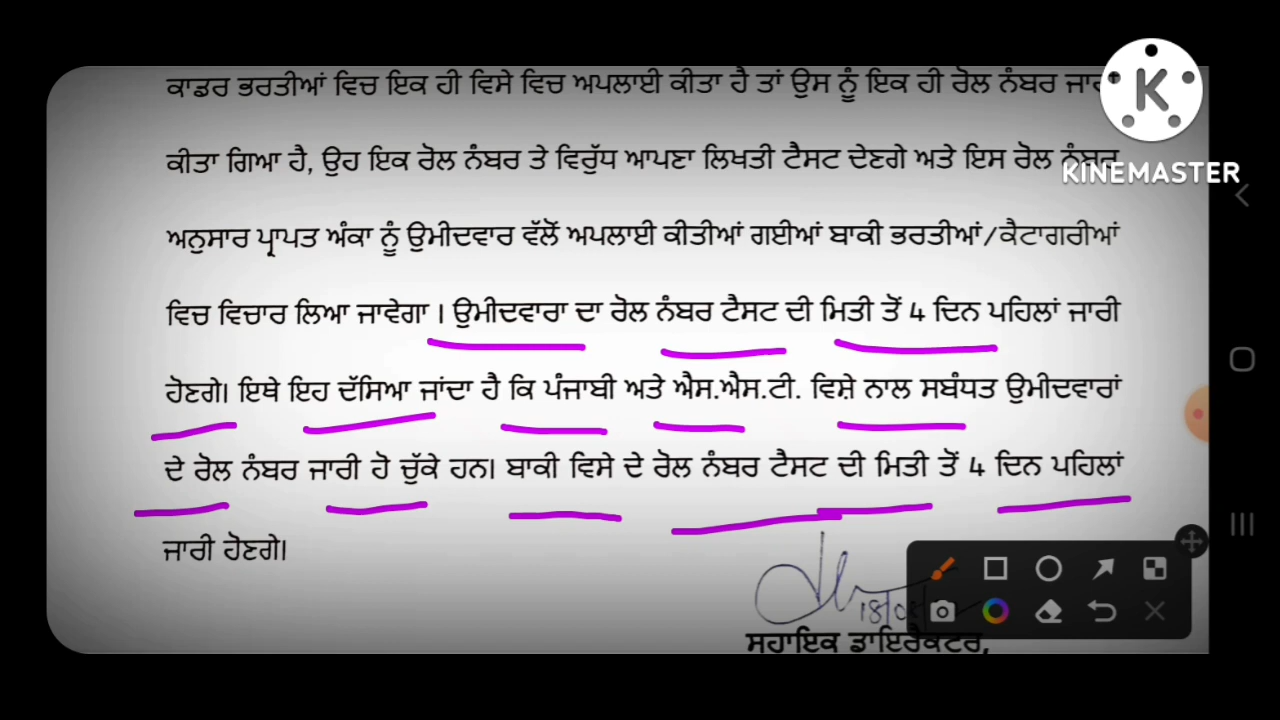 ਕਾਡਰ ਭਰਤੀਆਂ ਵਿਚ ਇਕ ਹੀ ਵਿਸੇ ਵਿਚ ਅਪਲਾਈ ਕੀਤਾ ਹੈ ਤਾਂ ਉਸ ਨੂੰ ਇਕ ਹੀ ਰੋਲ ਨੰਬਰ
ਕੀਤਾ ਗਿਆ ਹੈ, ਉਹ ਇਕ ਰੋਲ ਨੰਬਰ ਤੇ ਵਿਰੁੱਧ ਆਪਣਾ ਲਿਖਤੀ ਟੈਸਟ ਦੇਣਗੇ ਅਤੇ ਇਸ ਰੋਲ ਨੰਬਰ
ਅਨੁਸਾਰ ਪ੍ਰਾਪਤ ਅੰਕਾ ਨੂੰ ਉਮੀਦਵਾਰ ਵੱਲੋਂ ਅਪਲਾਈ ਕੀਤੀਆਂ ਗਈਆਂ ਬਾਕੀ ਭਰਤੀਆਂ/ਕੈਟਾਗਰੀਆਂ
ਵਿਚ ਵਿਚਾਰ ਲਿਆ ਜਾਵੇਗਾ । ਉਮੀਦਵਾਰਾ ਦਾ ਰੋਲ ਨੰਬਰ ਟੈਸਟ ਦੀ ਮਿਤੀ ਤੋਂ 4 ਦਿਨ ਪਹਿਲਾਂ ਜਾਰੀ
ਹੋਣਗੇ। ਇਥੇ ਇਹ ਦੱਸਿਆ ਜਾਂਦਾ ਹੈ ਕਿ ਪੰਜਾਬੀ ਅਤੇ ਐਸ.ਐਸ.ਟੀ. ਵਿਸ਼ੇ ਨਾਲ ਸਬੰਧਤ ਉਮੀਦਵਾਰਾਂ
ਦੇ ਰੋਲ ਨੰਬਰ ਜਾਰੀ ਹੋ ਚੁੱਕੇ ਹਨ। ਬਾਕੀ ਵਿਸੇ ਦੇ ਰੋਲ ਨੰਬਰ ਟੈਸਟ ਦੀ ਮਿਤੀ ਤੋਂ 4 ਦਿਨ ਪਹਿਲਾਂ
ਜਾਰੀ ਹੋਣਗੇ।
ਸਹਾਇਕ ਡਾਇਰੈਕਟਰ,
K
KINEMASTER